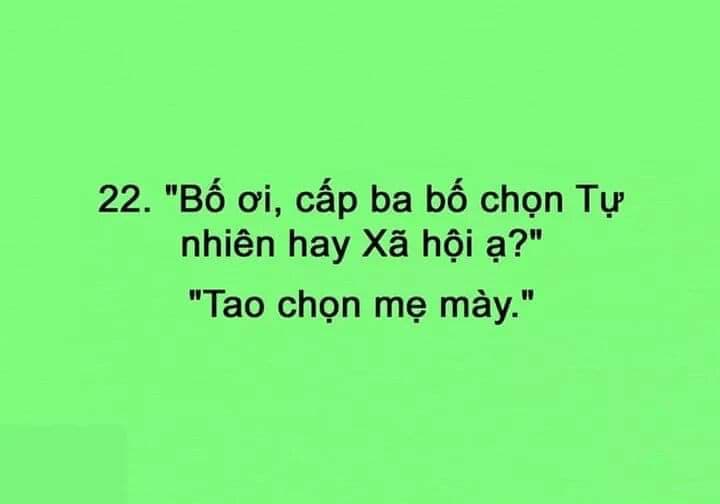 22. "Bố ơi, cấp ba bố chọn Tự
nhiên hay Xã hội ạ?"
"Tao chọn mẹ mày."